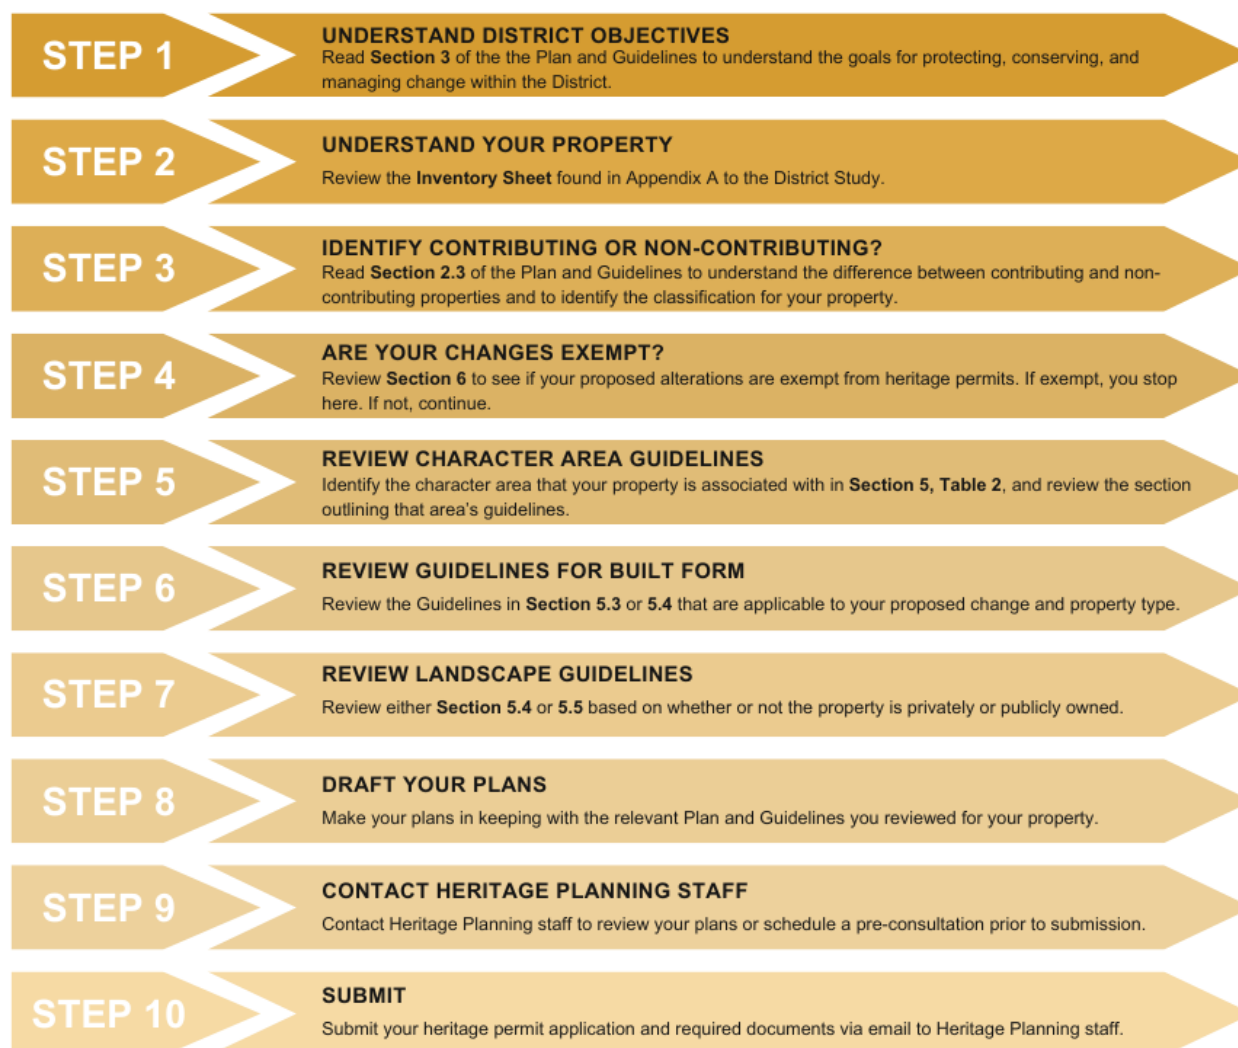 STEP 1
UNDERSTAND DISTRICT OBJECTIVES
Read Section 3 of the the Plan and Guidelines to understand the goals for protecting, conserving, and
managing change within the District.
STEP 2
UNDERSTAND YOUR PROPERTY
Review the Inventory Sheet found in Appendix A to the District Study.
STEP 3
IDENTIFY CONTRIBUTING OR NON-CONTRIBUTING?
Read Section 2.3 of the Plan and Guidelines to understand the difference between contributing and non-
contributing properties and to identify the classification for your property.
STEP 4
ARE YOUR CHANGES EXEMPT?
Review Section 6 to see if your proposed alterations are exempt from heritage permits. If exempt, you stop
here. If not, continue.
STEP 5
REVIEW CHARACTER AREA GUIDELINES
Identify the character area that your property is associated with in Section 5, Table 2, and review the section
outlining that area's guidelines.
STEP 6
REVIEW GUIDELINES FOR BUILT FORM
Review the Guidelines in Section 5.3 or 5.4 that are applicable to your proposed change and property type.
STEP 7
REVIEW LANDSCAPE GUIDELINES
Review either Section 5.4 or 5.5 based on whether or not the property is privately or publicly owned.
STEP 8
DRAFT YOUR PLANS
Make your plans in keeping with the relevant Plan and Guidelines you reviewed for your property.
STEP 9
CONTACT HERITAGE PLANNING STAFF
Contact Heritage Planning staff to review your plans or schedule a pre-consultation prior to submission.
STEP 10
SUBMIT
Submit your heritage permit application and required documents via email to Heritage Planning staff.